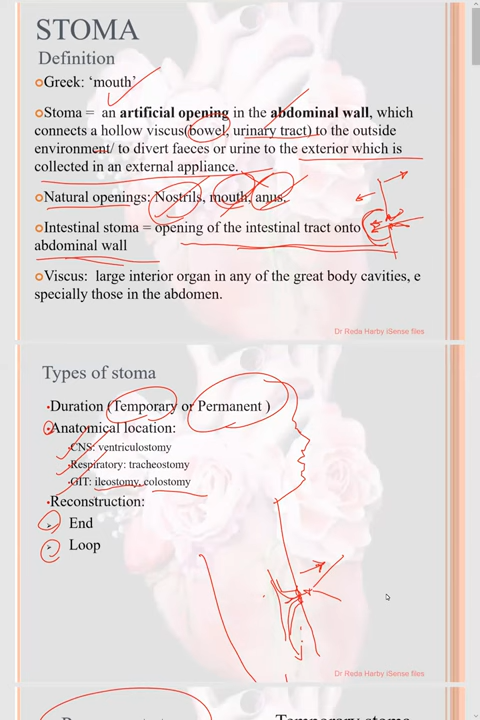 STOMA
Definition
Greek: ‘mouth’
Stoma = an artificial opening in the abdominal wall, which
connects a hollow viscus(bowel, urinary tract) to the outside
environment/ to divert faeces or urine to the exterior which is
collected in an external appliance.
Natural openings: Nostrils, mouth, anus.
Intestinal stoma = opening of the intestinal tract onto
abdominal wall
Viscus: large interior organ in any of the great body cavities, e
specially those in the abdomen.
Dr Reda Harby iSense files
Types of stoma
Duration (Temporary or Permanent )
Anatomical location:
CNS: ventriculostomy
Respiratory: tracheostomy
GIT: ileostomy, colostomy
Reconstruction:
End
Loop
Dr Reda Harby iSense files